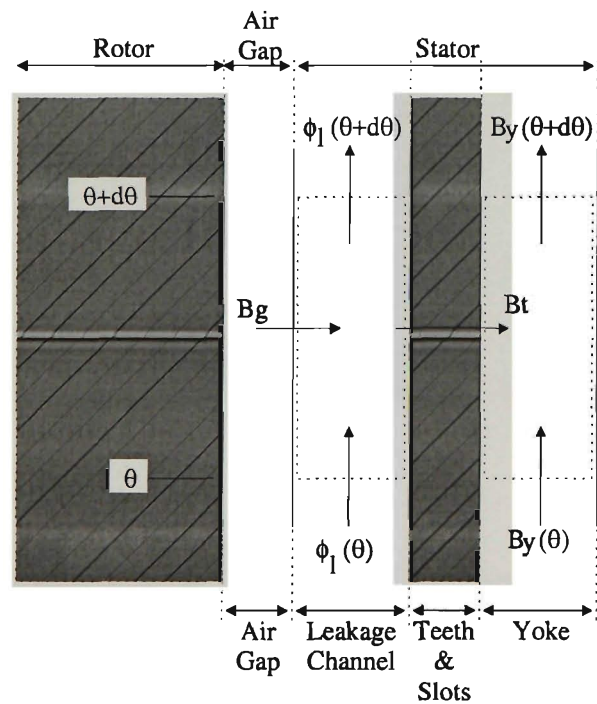 Air
Gap
Rotor
Stator
ϕl (θ+dθ)
By (θ+dθ)
θ+dθ
Bg
Bt
θ
ϕl (θ)
By (θ)
Air
Gap
Leakage
Channel
Teeth
&
Slots
Yoke